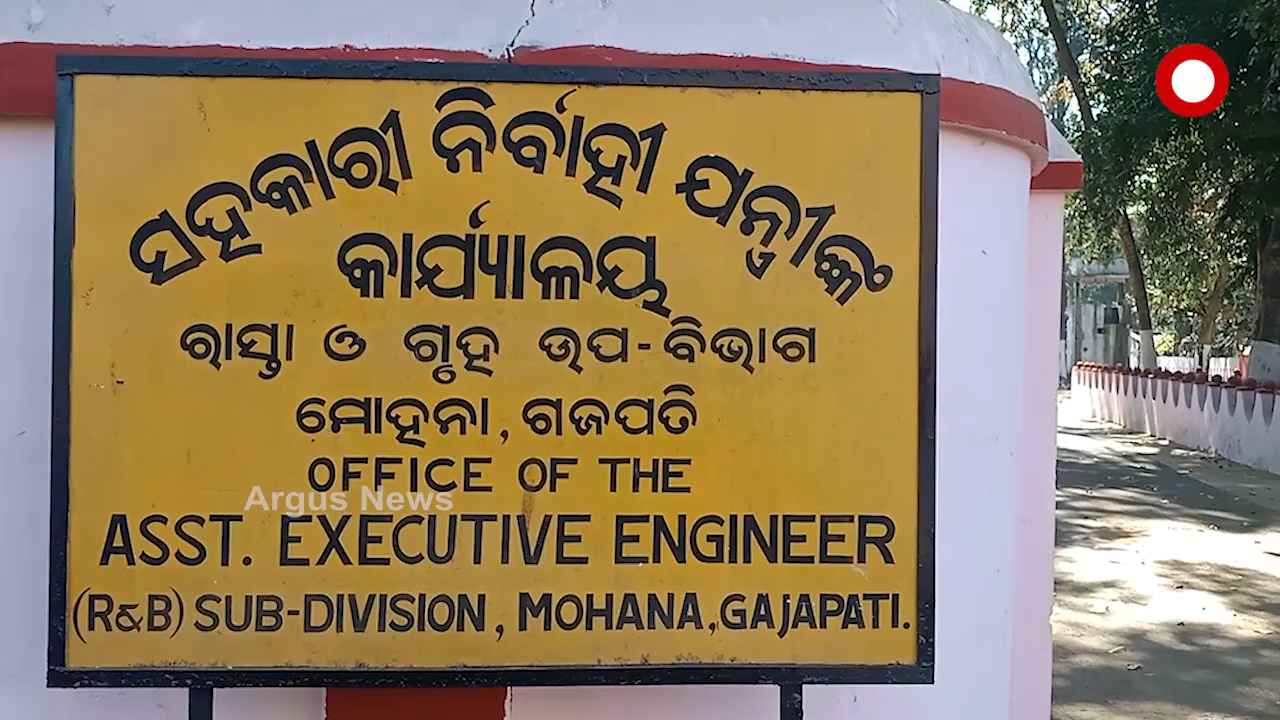 ସହକାରୀ ନିର୍ବାହୀ ଯନ୍ତ୍ରୀଙ୍କ
କାର୍ଯ୍ୟାଳୟ
ରାସ୍ତା ଓ ଗୃହ ଉପ-ବିଭାଗ
ମୋହନା, ଗଜପତି
OFFICE OF THE
Argus News
ASST. EXECUTIVE ENGINEER
(R&B) SUB-DIVISION, MOHANA, GAJAPATI.